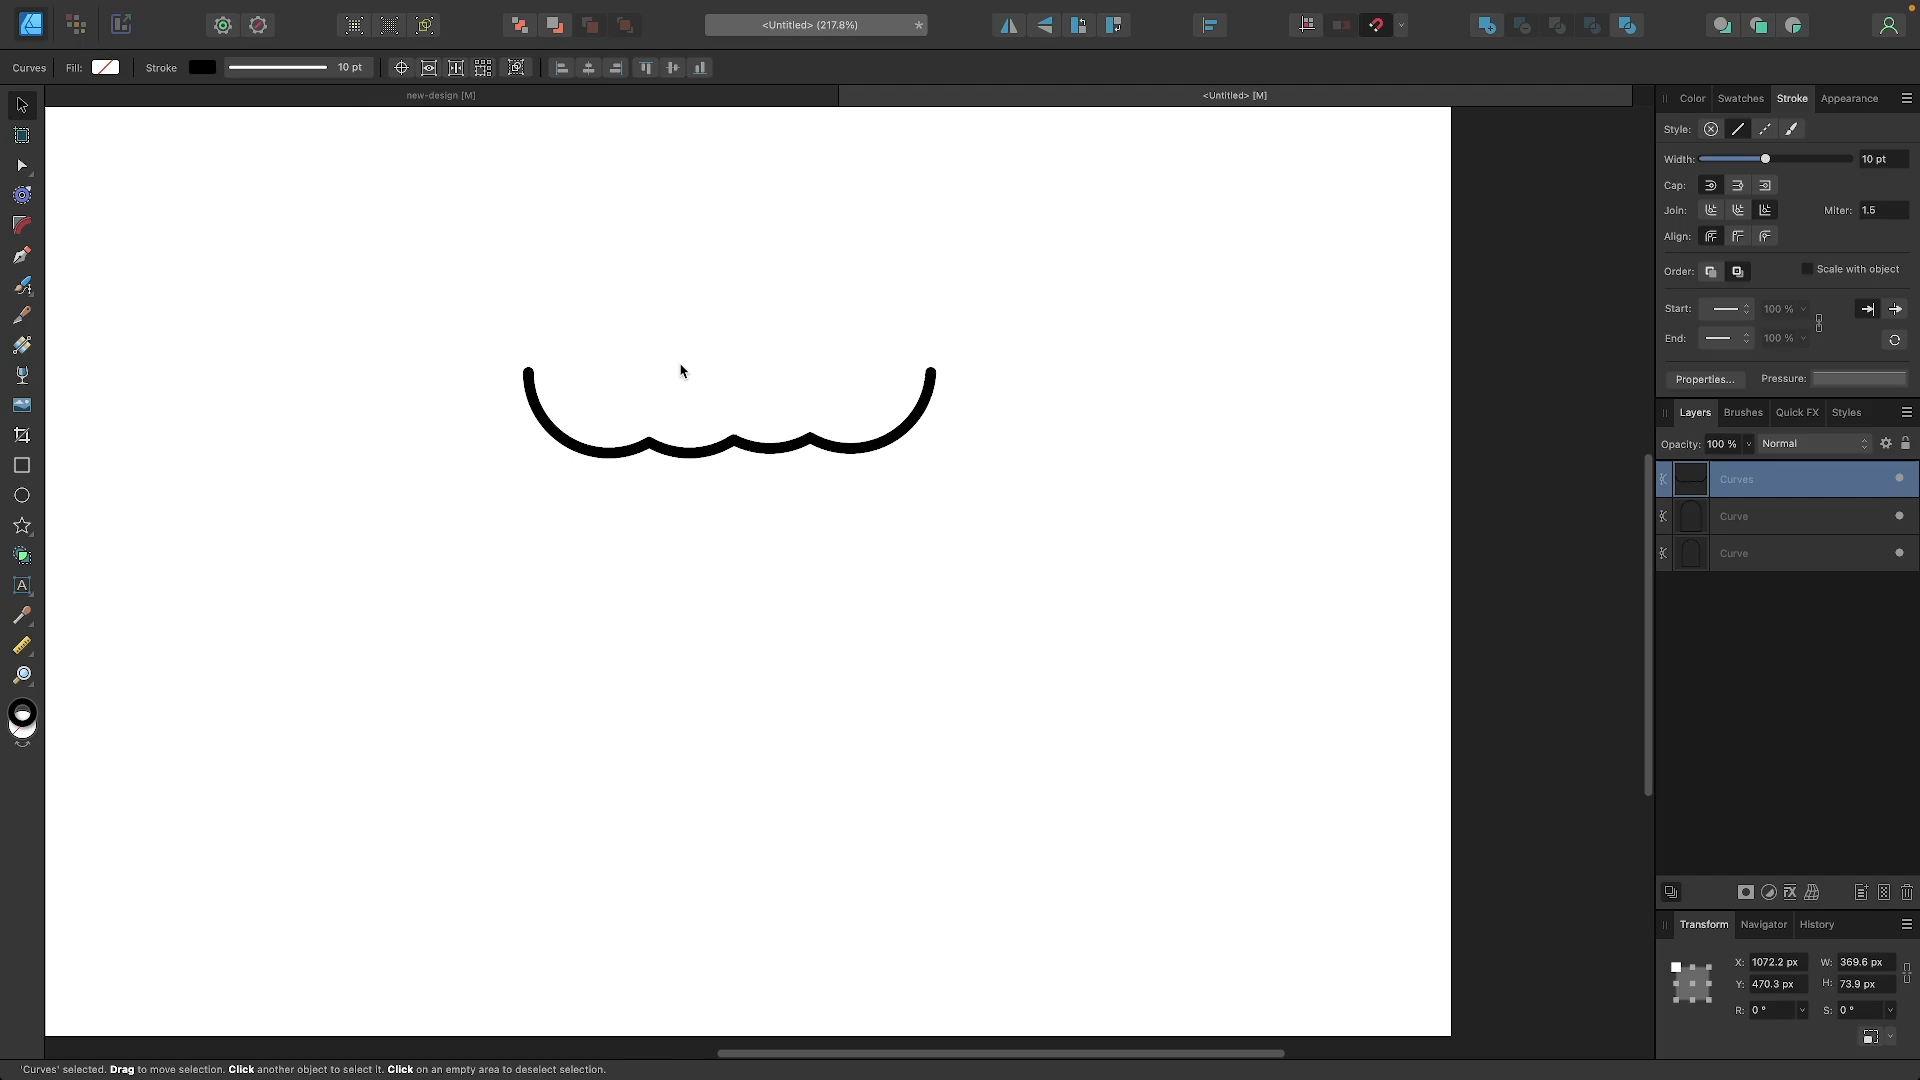 <Untitled> (217.8%)
*
Curves
Fill:
Stroke
10 pt
new-design [M]
<Untitled> [M]
Color
Swatches
Stroke
Appearance
Style:
Width:
10 pt
Cap:
Join:
Miter:
1.5
Align:
Order:
Scale with object
Start:
100 %
End:
100 %
Properties...
Pressure:
Layers
Brushes
Quick FX
Styles
Opacity:
100 %
Normal
Curves
Curve
Curve
Transform
Navigator
History
X:
1072.2 px
W:
369.6 px
Y:
470.3 px
H:
73.9 px
R:
0 °
S:
0 °
'Curves' selected. Drag to move selection. Click another object to select it. Click on an empty area to deselect selection.